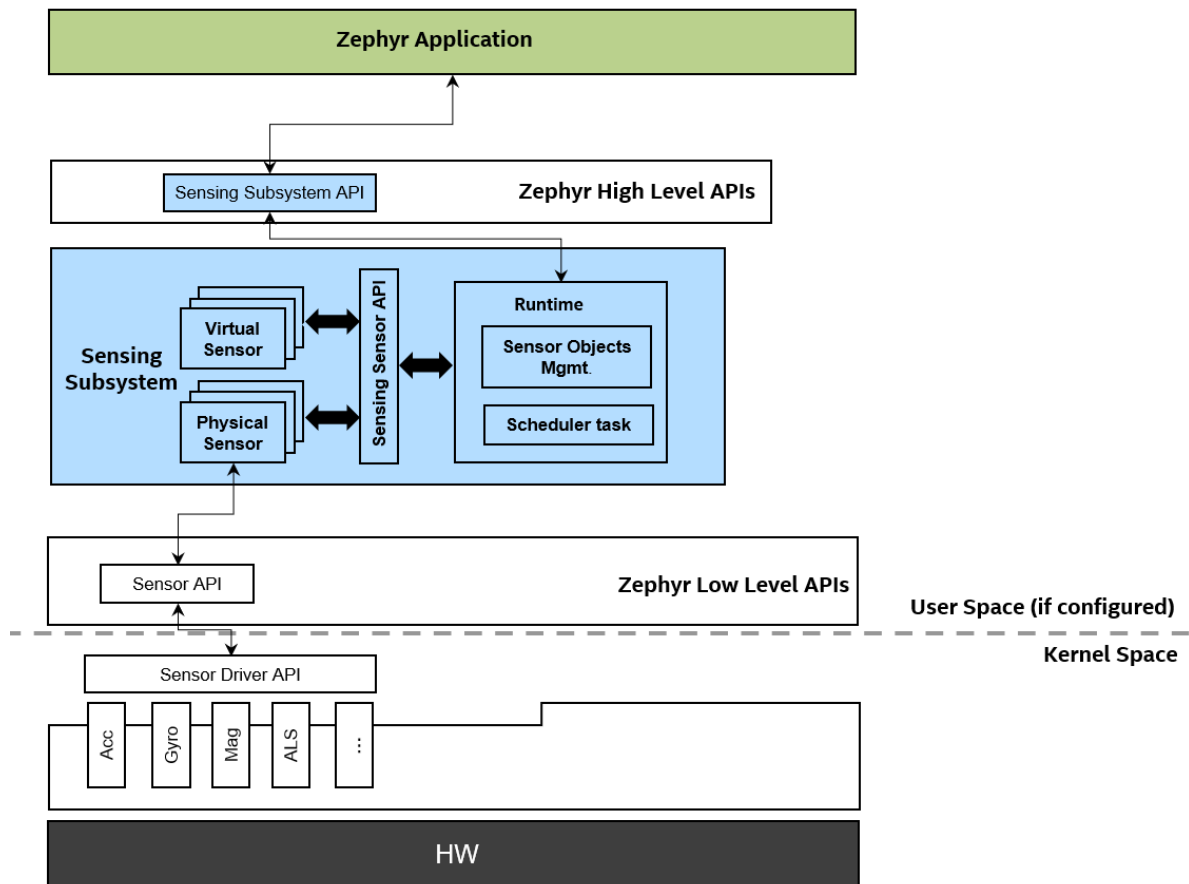 Zephyr Application
Sensing Subsystem API
Zephyr High Level APIs
Sensing
Subsystem
Virtual
Sensor
Physical
Sensor
Sensing Sensor API
Runtime
Sensor Objects
Mgmt.
Scheduler task
Sensor API
Zephyr Low Level APIs
User Space (if configured)
Kernel Space
Sensor Driver API
Acc
Gyro
Mag
ALS
...
HW